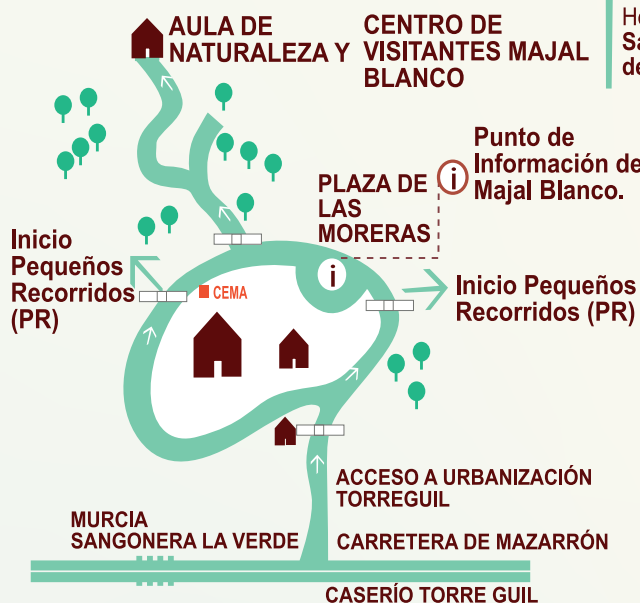 AULA DE
NATURALEZA Y
CENTRO DE
VISITANTES MAJAL
BLANCO
Punto de
Información de
Majal Blanco.
i
PLAZA DE
LAS
MORERAS
i
Inicio
Pequeños
Recorridos
(PR)
CEMA
Inicio Pequeños
Recorridos (PR)
ACCESO A URBANIZACIÓN
TORREGUIL
MURCIA
SANGONERA LA VERDE
CARRETERA DE MAZARRÓN
CASERÍO TORRE GUIL